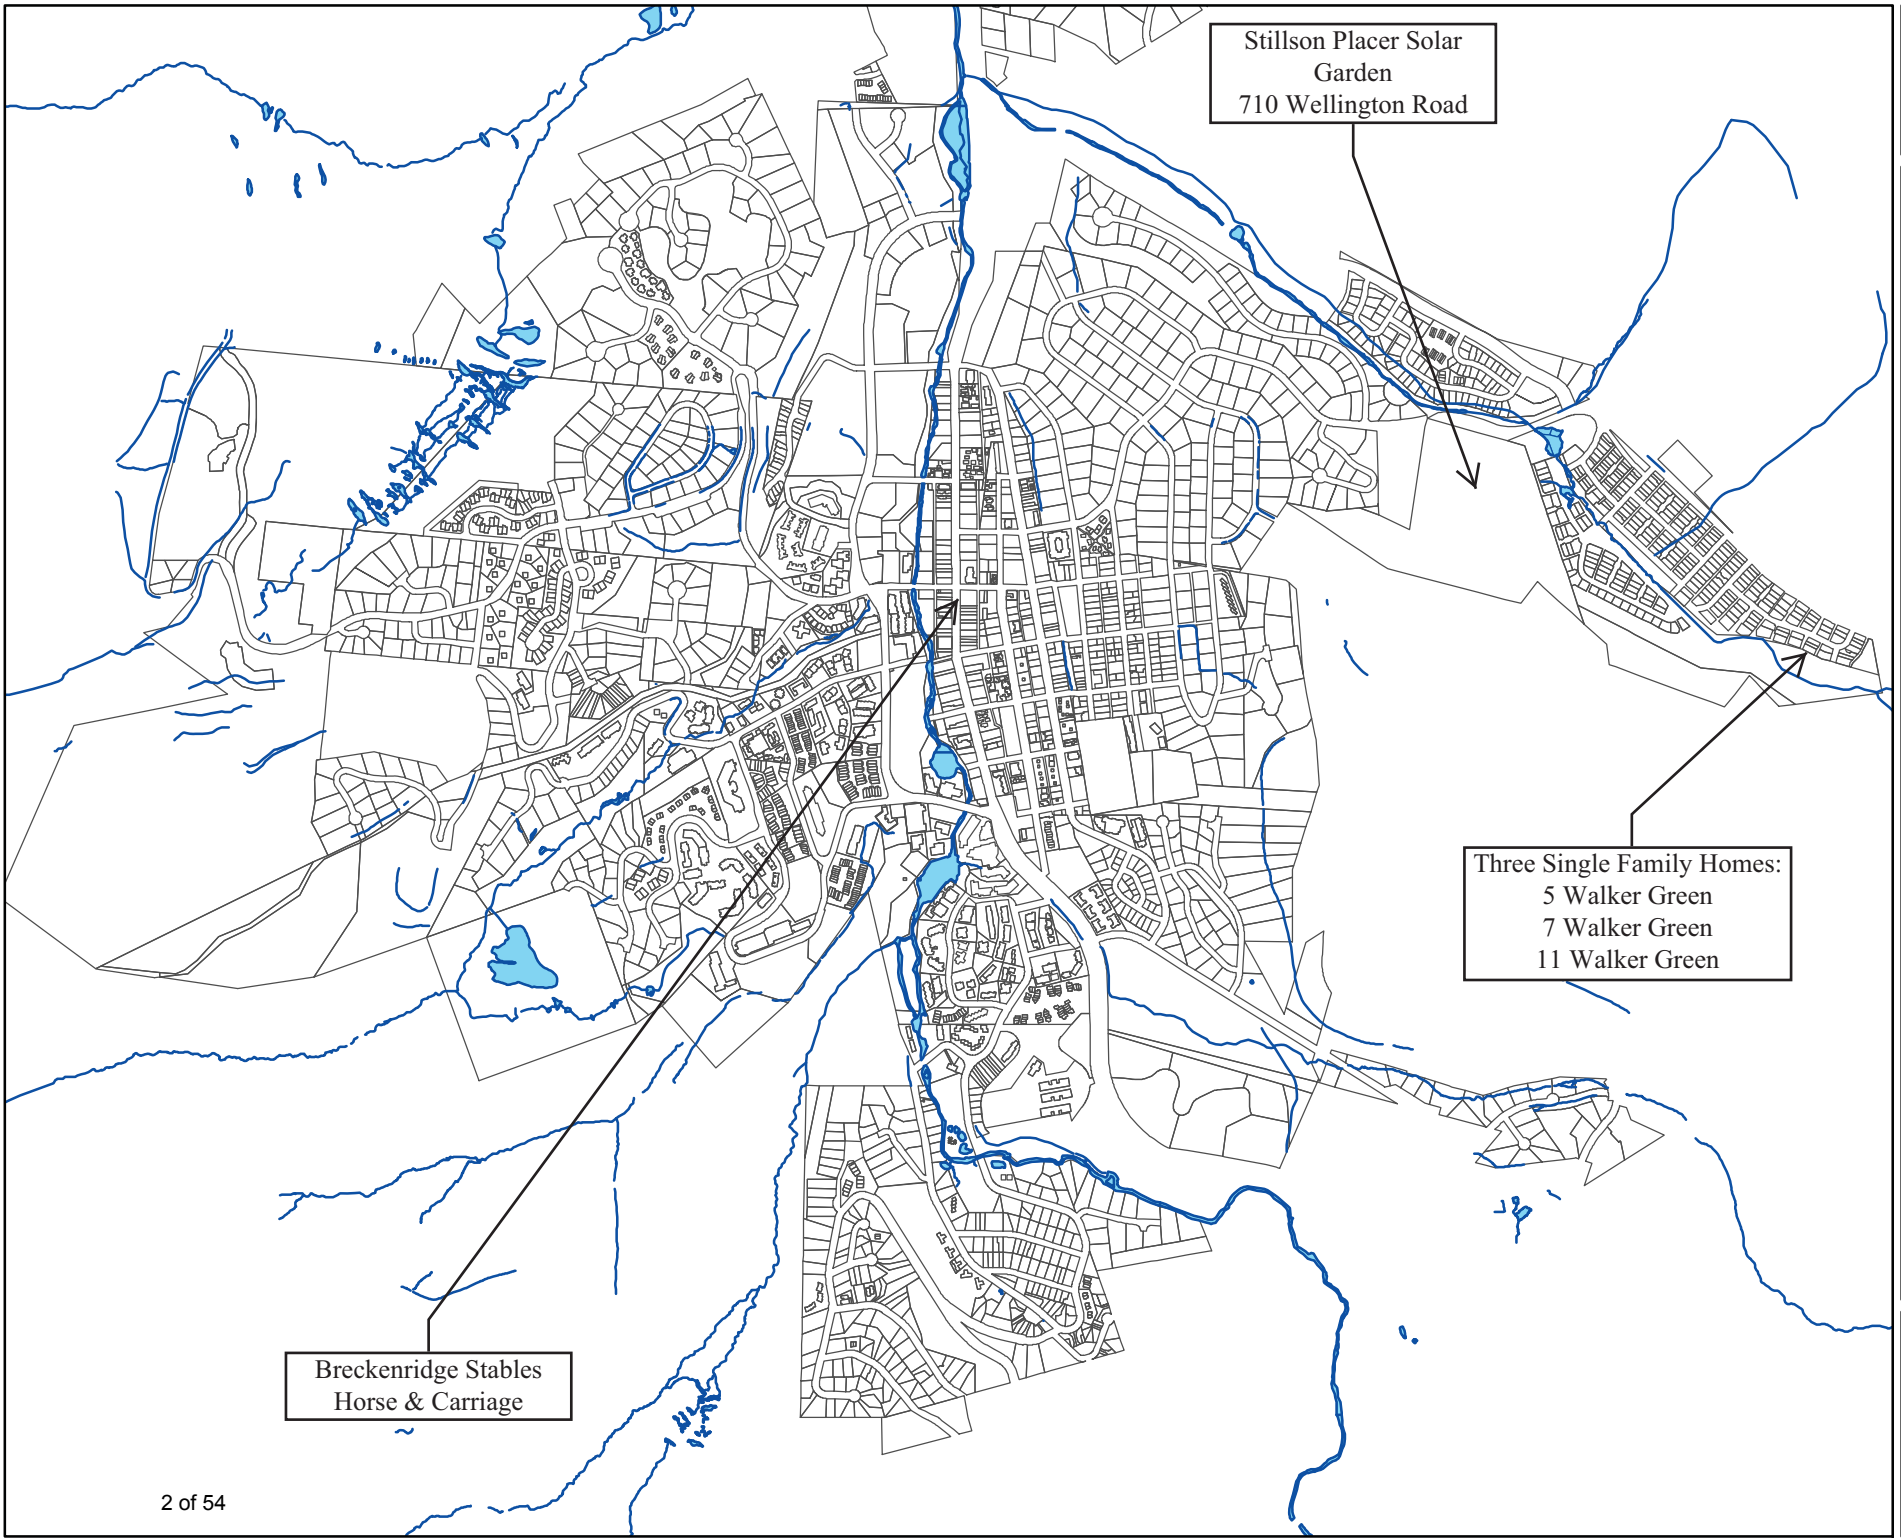 Stillson Placer Solar
Garden
710 Wellington Road
Three Single Family Homes:
5 Walker Green
7 Walker Green
11 Walker Green
Breckenridge Stables
Horse & Carriage
2 of 54